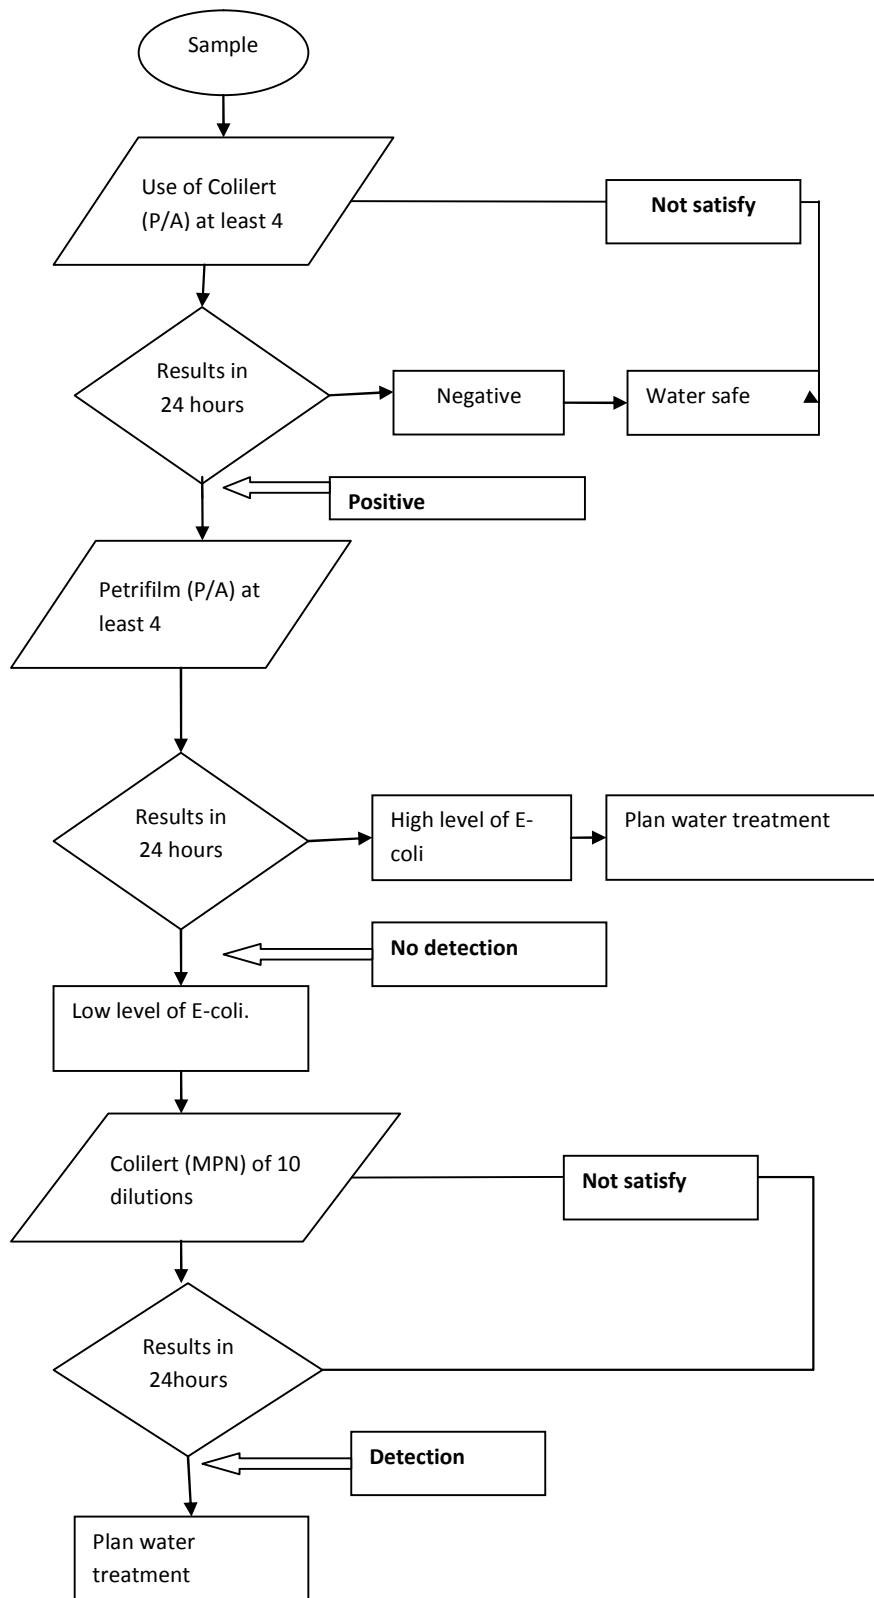 Sample
Use of Colilert
(P/A) at least 4
Not satisfy
Results in
24 hours
Negative
Water safe
Positive
Petrifilm (P/A) at
least 4
Results in
24 hours
High level of E-
coli
Plan water treatment
No detection
Low level of E-coli.
Colilert (MPN) of 10
dilutions
Not satisfy
Results in
24hours
Detection
Plan water
treatment